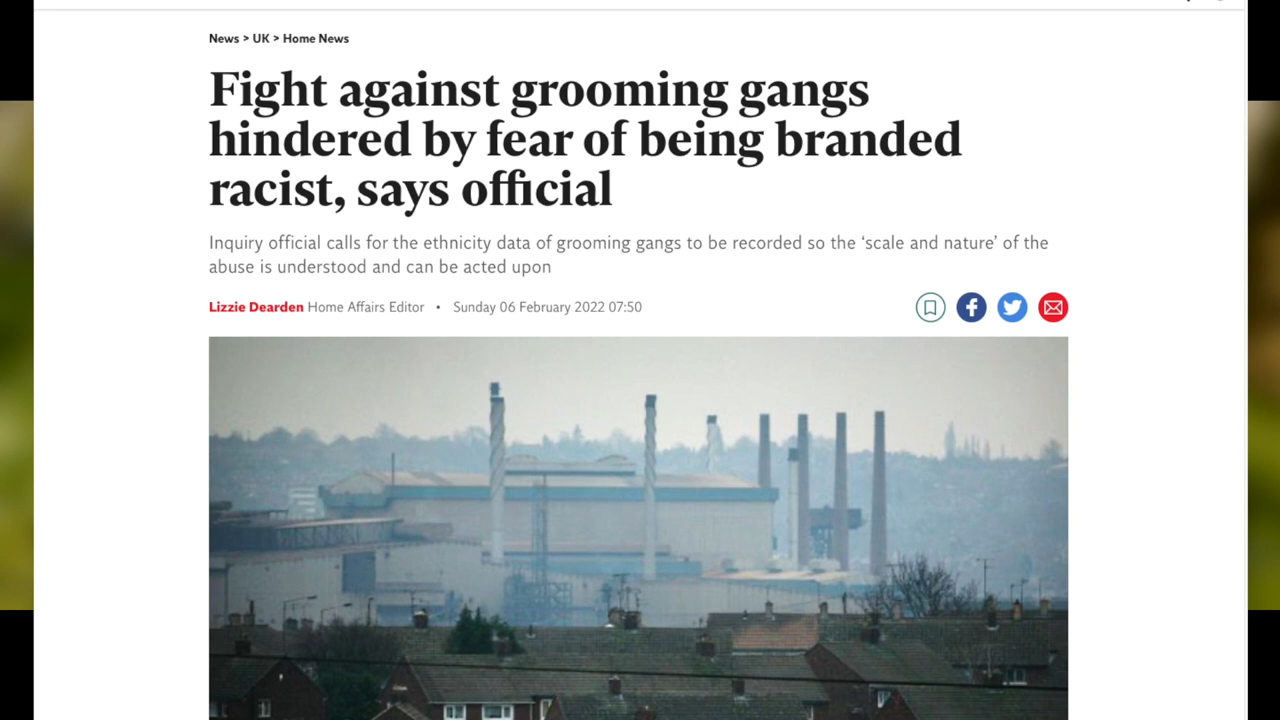 News > UK > Home News
Fight against grooming gangs
hindered by fear of being branded
racist, says official
Inquiry official calls for the ethnicity data of grooming gangs to be recorded so the ‘scale and nature’ of the
abuse is understood and can be acted upon
Lizzie Dearden Home Affairs Editor • Sunday 06 February 2022 07:50